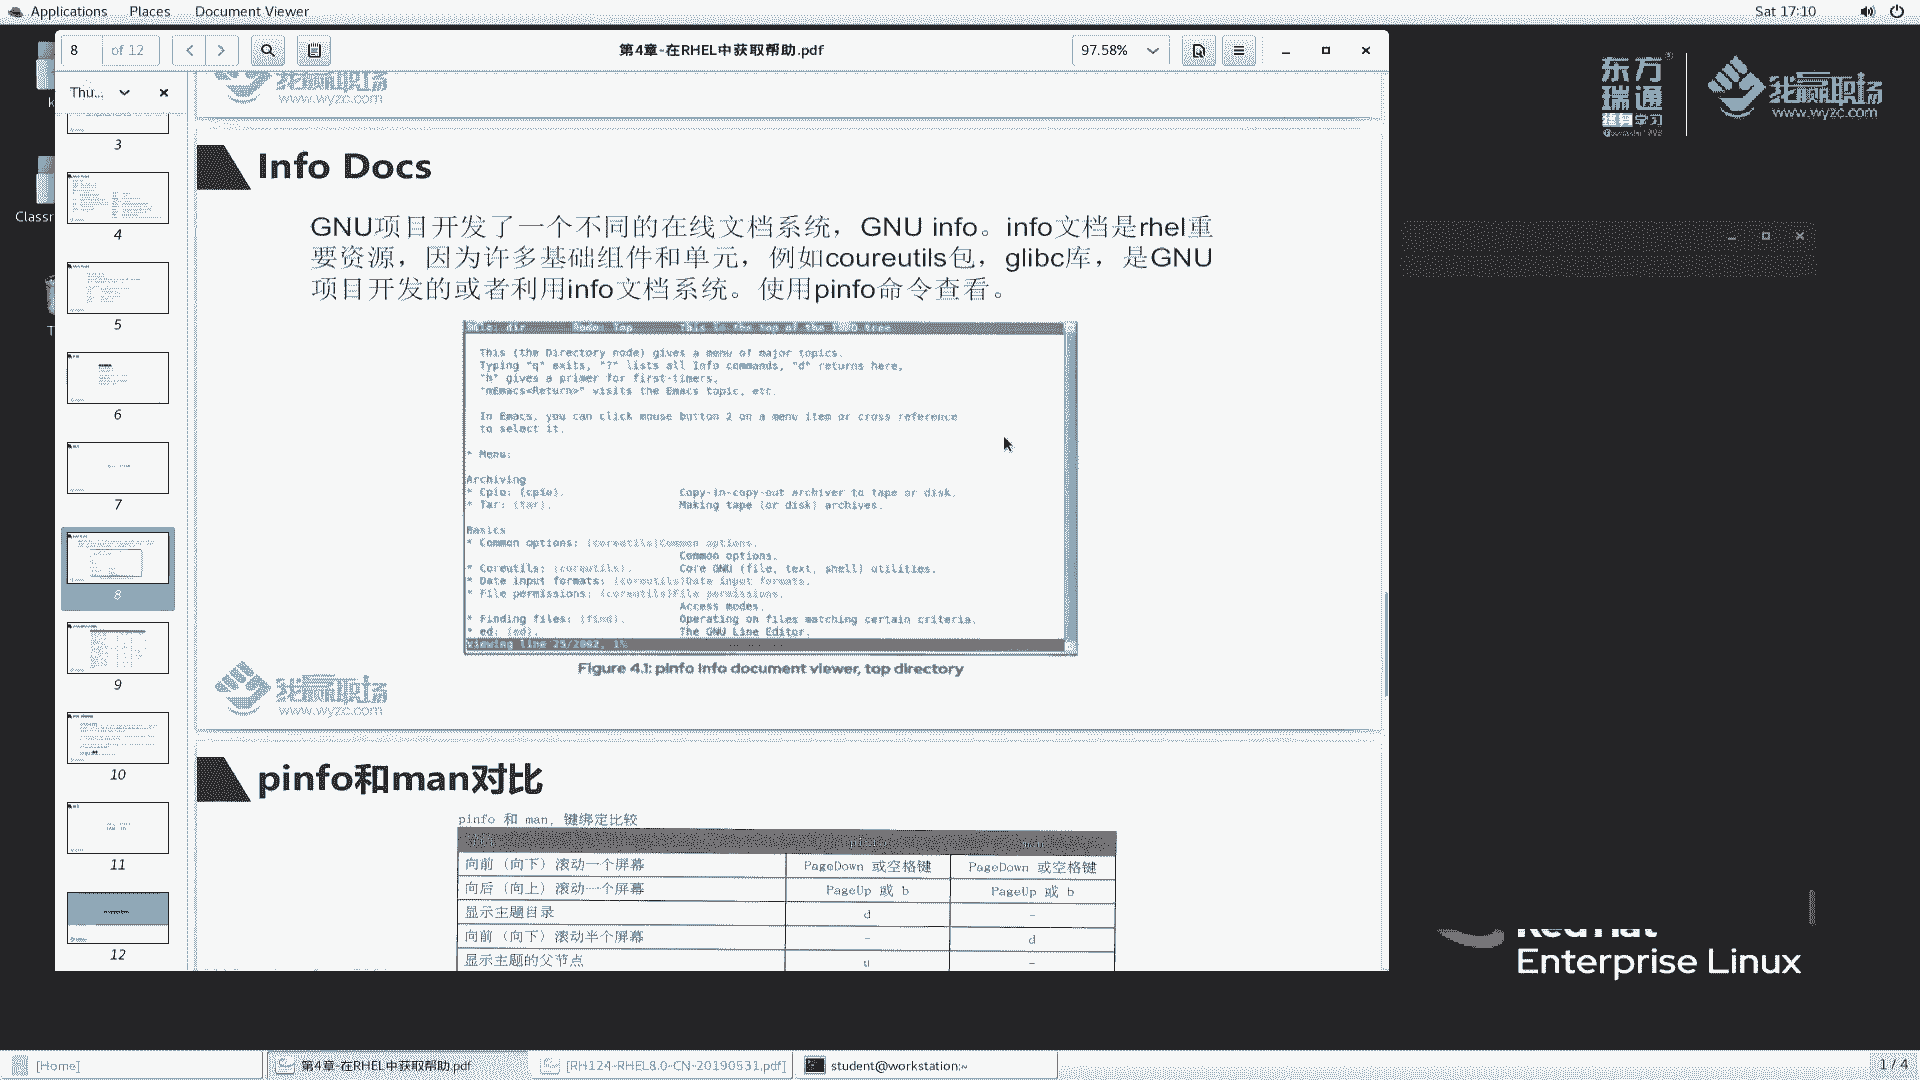 Applications Places Document Viewer Sat 17:10
8 of 12 第4章-在RHEL中获取帮助.pdf 97.58%
Thu...
3
4
5
6
7
8
9
10
11
12
我赢职场
www.wyzc.com
Info Docs
GNU项目开发了一个不同的在线文档系统，GNU info。info文档是rhel重
要资源，因为许多基础组件和单元，例如coureutils包，glibc库，是GNU
项目开发的或者利用info文档系统。使用pinfo命令查看。
File: dir Node: Top This is the top of the INFO tree
This (the Directory node) gives a menu of major topics.
Typing "q" exits, "?" lists all Info commands, "d" returns here,
"h" gives a primer for first-timers,
"mEmacs<Return>" visits the Emacs topic, etc.
In Emacs, you can click mouse button 2 on a menu item or cross reference
to select it.
* Menu:
Archiving
* Cpio: (cpio). Copy-in-copy-out archiver to tape or disk.
* Tar: (tar). Making tape (or disk) archives.
Basics
* Common options: (coreutils)Common options.
Common options.
* Coreutils: (coreutils). Core GNU (file, text, shell) utilities.
* Date input formats: (coreutils)Date input formats.
* File permissions: (coreutils)File permissions.
Access modes.
* Finding files: (find). Operating on files matching certain criteria.
* ed: (ed). The GNU Line Editor.
Viewing line 25/2002, 1%
Figure 4.1: pinfo Info document viewer, top directory
我赢职场
www.wyzc.com
pinfo和man对比
pinfo 和 man, 键绑定比较
向前（向下）滚动一个屏幕 PageDown 或空格键 PageDown 或空格键
向后（向上）滚动一个屏幕 PageUp 或 b PageUp 或 b
显示主题目录 d -
向前（向下）滚动半个屏幕 - d
显示主题的父节点 u -
东方
瑞通
终身学习
我赢职场
www.wyzc.com
Red Hat
Enterprise Linux
[Home] 第4章-在RHEL中获取帮助.pdf [RH124-RHEL8.0-CN-20190531.pdf] student@workstation:~ 1 / 4